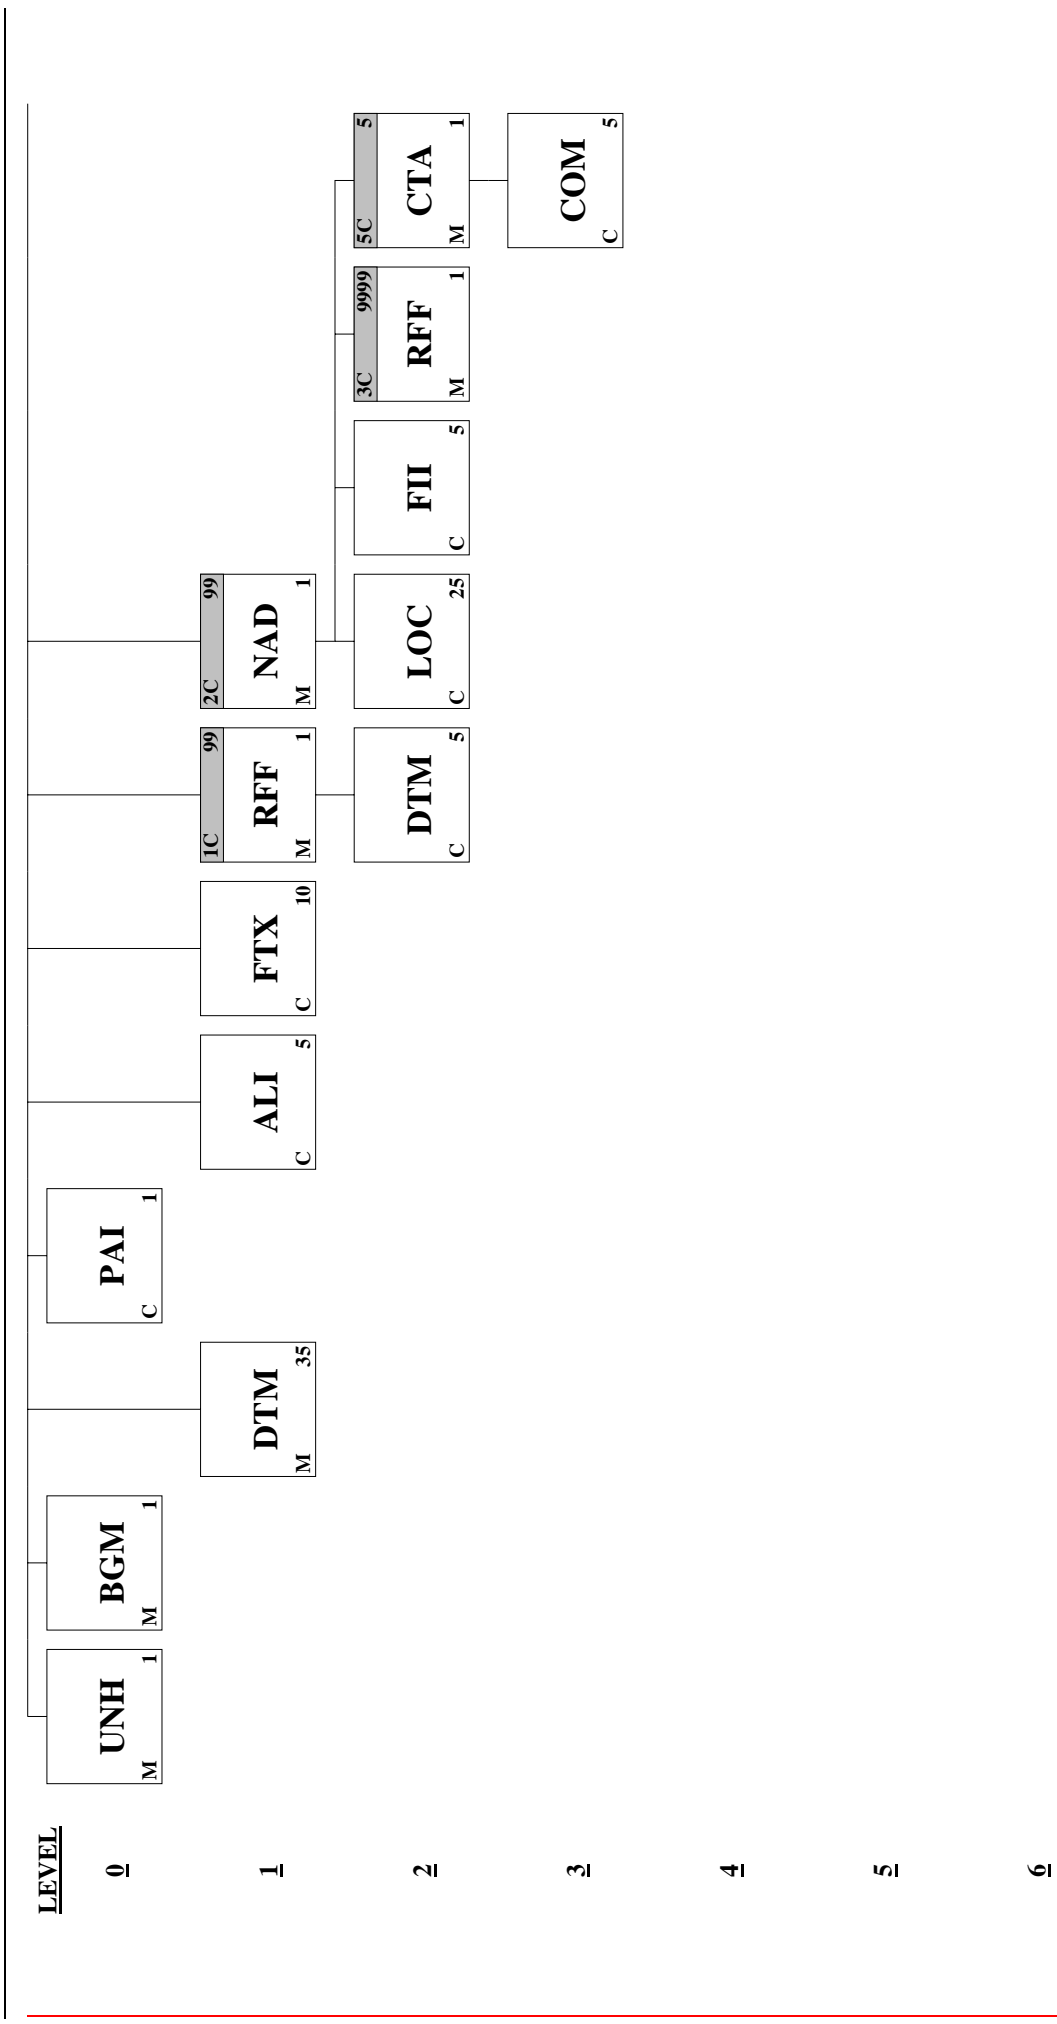 LEVEL
0
UNH
M 1
BGM
M 1
PAI
C 1
1
DTM
M 35
ALI
C 5
FTX
C 10
1C 99
RFF
M 1
2C 99
NAD
M 1
2
DTM
C 5
LOC
C 25
FII
C 5
3C 9999
RFF
M 1
5C 5
CTA
M 1
3
COM
C 5
4
5
6